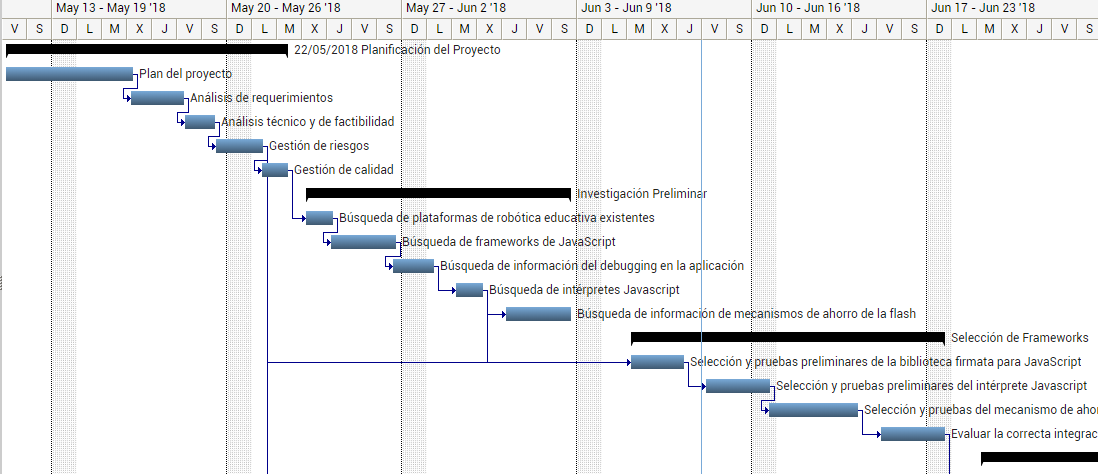 May 13 - May 19 '18 May 20 - May 26 '18 May 27 - Jun 2 '18 Jun 3 - Jun 9 '18 Jun 10 - Jun 16 '18 Jun 17 - Jun 23 '18
V S D L M X J V S D L M X J V S D L M X J V S D L M X J V S D L M X J V S D L M X J V S
22/05/2018 Planificación del Proyecto
Plan del proyecto
Análisis de requerimientos
Análisis técnico y de factibilidad
Gestión de riesgos
Gestión de calidad
Investigación Preliminar
Búsqueda de plataformas de robótica educativa existentes
Búsqueda de frameworks de JavaScript
Búsqueda de información del debugging en la aplicación
Búsqueda de intérpretes Javascript
Búsqueda de información de mecanismos de ahorro de la flash
Selección de Frameworks
Selección y pruebas preliminares de la biblioteca firmata para JavaScript
Selección y pruebas preliminares del intérprete Javascript
Selección y pruebas del mecanismo de aho
Evaluar la correcta integrac